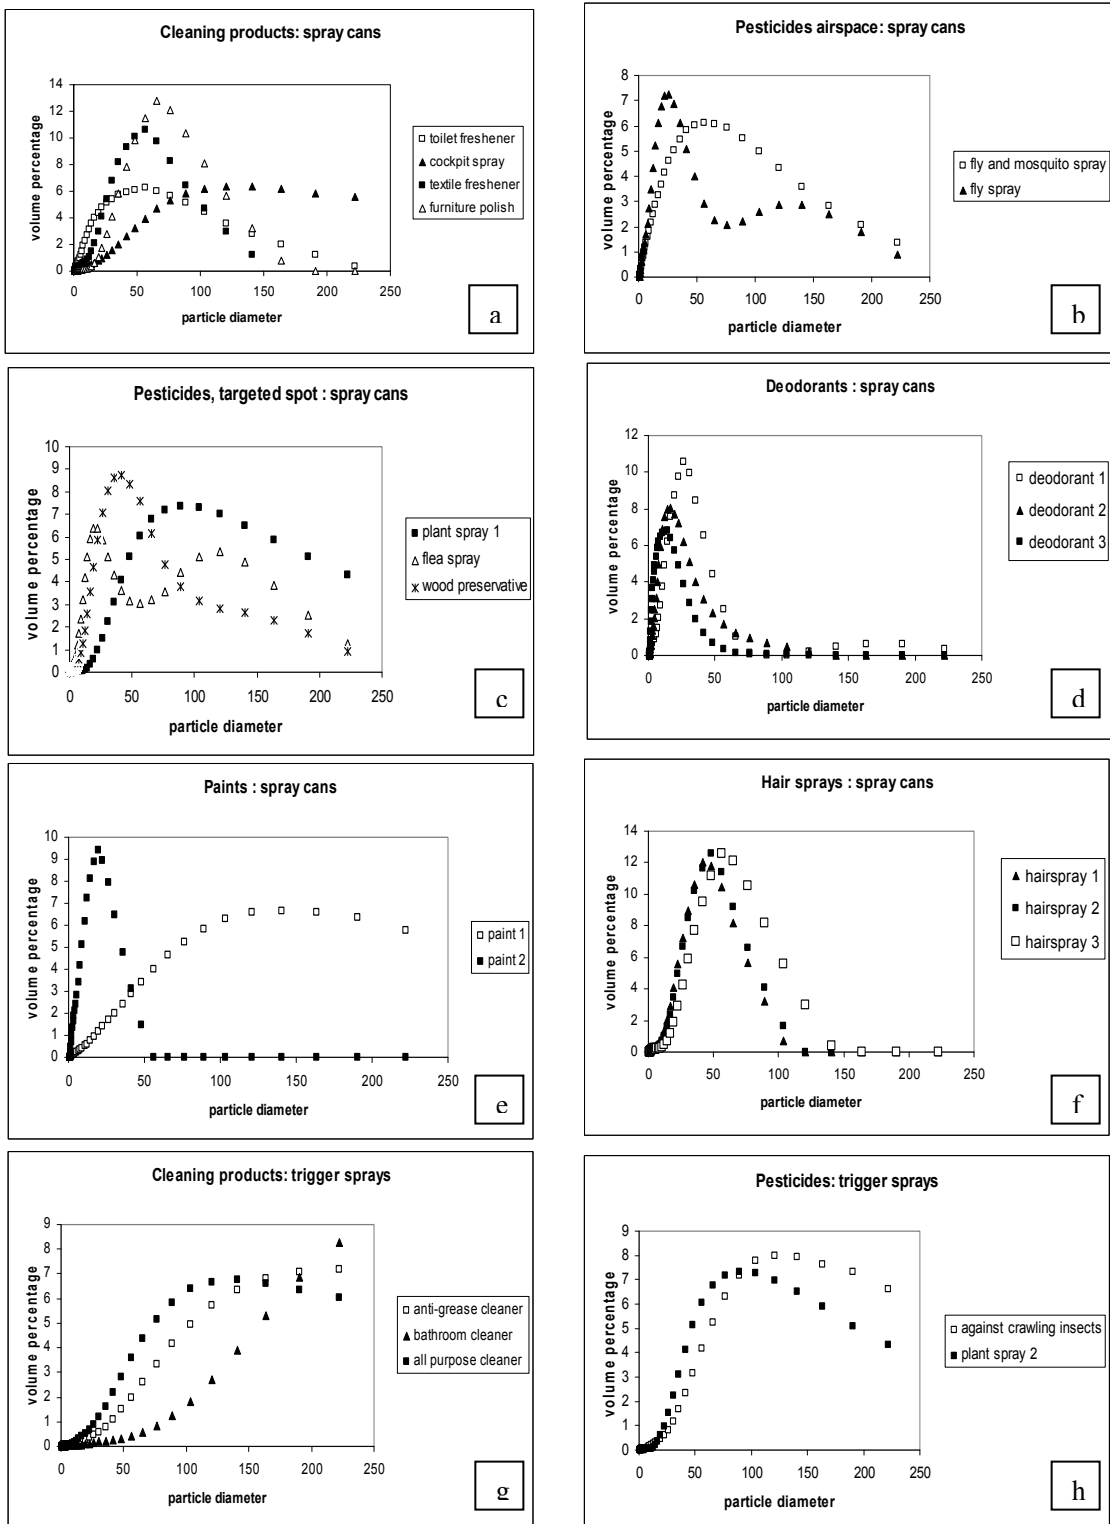 Cleaning products: spray cans
volume percentage
14
12
10
8
6
4
2
0
0 50 100 150 200 250
particle diameter
toilet freshener
cockpit spray
textile freshener
furniture polish
a
Pesticides airspace: spray cans
volume percentage
8
7
6
5
4
3
2
1
0
0 50 100 150 200 250
particle diameter
fly and mosquito spray
fly spray
b
Pesticides, targeted spot : spray cans
volume percentage
10
9
8
7
6
5
4
3
2
1
0
0 50 100 150 200 250
particle diameter
plant spray 1
flea spray
wood preservative
c
Deodorants : spray cans
volume percentage
12
10
8
6
4
2
0
0 50 100 150 200 250
particle diameter
deodorant 1
deodorant 2
deodorant 3
d
Paints : spray cans
volume percentage
10
9
8
7
6
5
4
3
2
1
0
0 50 100 150 200 250
particle diameter
paint 1
paint 2
e
Hair sprays : spray cans
volume percentage
14
12
10
8
6
4
2
0
0 50 100 150 200 250
particle diameter
hairspray 1
hairspray 2
hairspray 3
f
Cleaning products: trigger sprays
volume percentage
9
8
7
6
5
4
3
2
1
0
0 50 100 150 200 250
particle diameter
anti-grease cleaner
bathroom cleaner
all purpose cleaner
g
Pesticides: trigger sprays
volume percentage
9
8
7
6
5
4
3
2
1
0
0 50 100 150 200 250
particle diameter
against crawling insects
plant spray 2
h